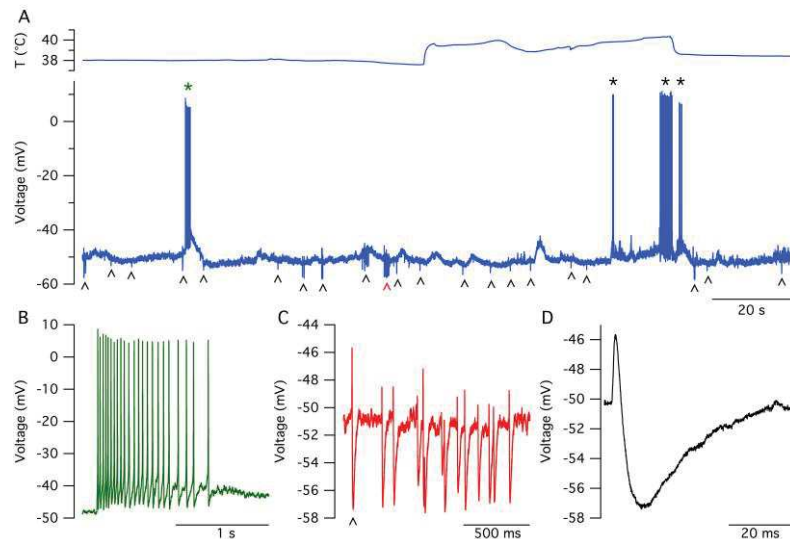 A
T (°C)
40
38
Voltage (mV)
0
-20
-40
-60
* * * *
^ ^ ^ ^ ^ ^ ^ ^ ^ ^ ^ ^ ^ ^ ^ ^ ^ ^ ^ ^ ^
20 s
B
Voltage (mV)
10
0
-10
-20
-30
-40
-50
1 s
C
Voltage (mV)
-44
-46
-48
-50
-52
-54
-56
-58
^
500 ms
D
Voltage (mV)
-46
-48
-50
-52
-54
-56
-58
20 ms